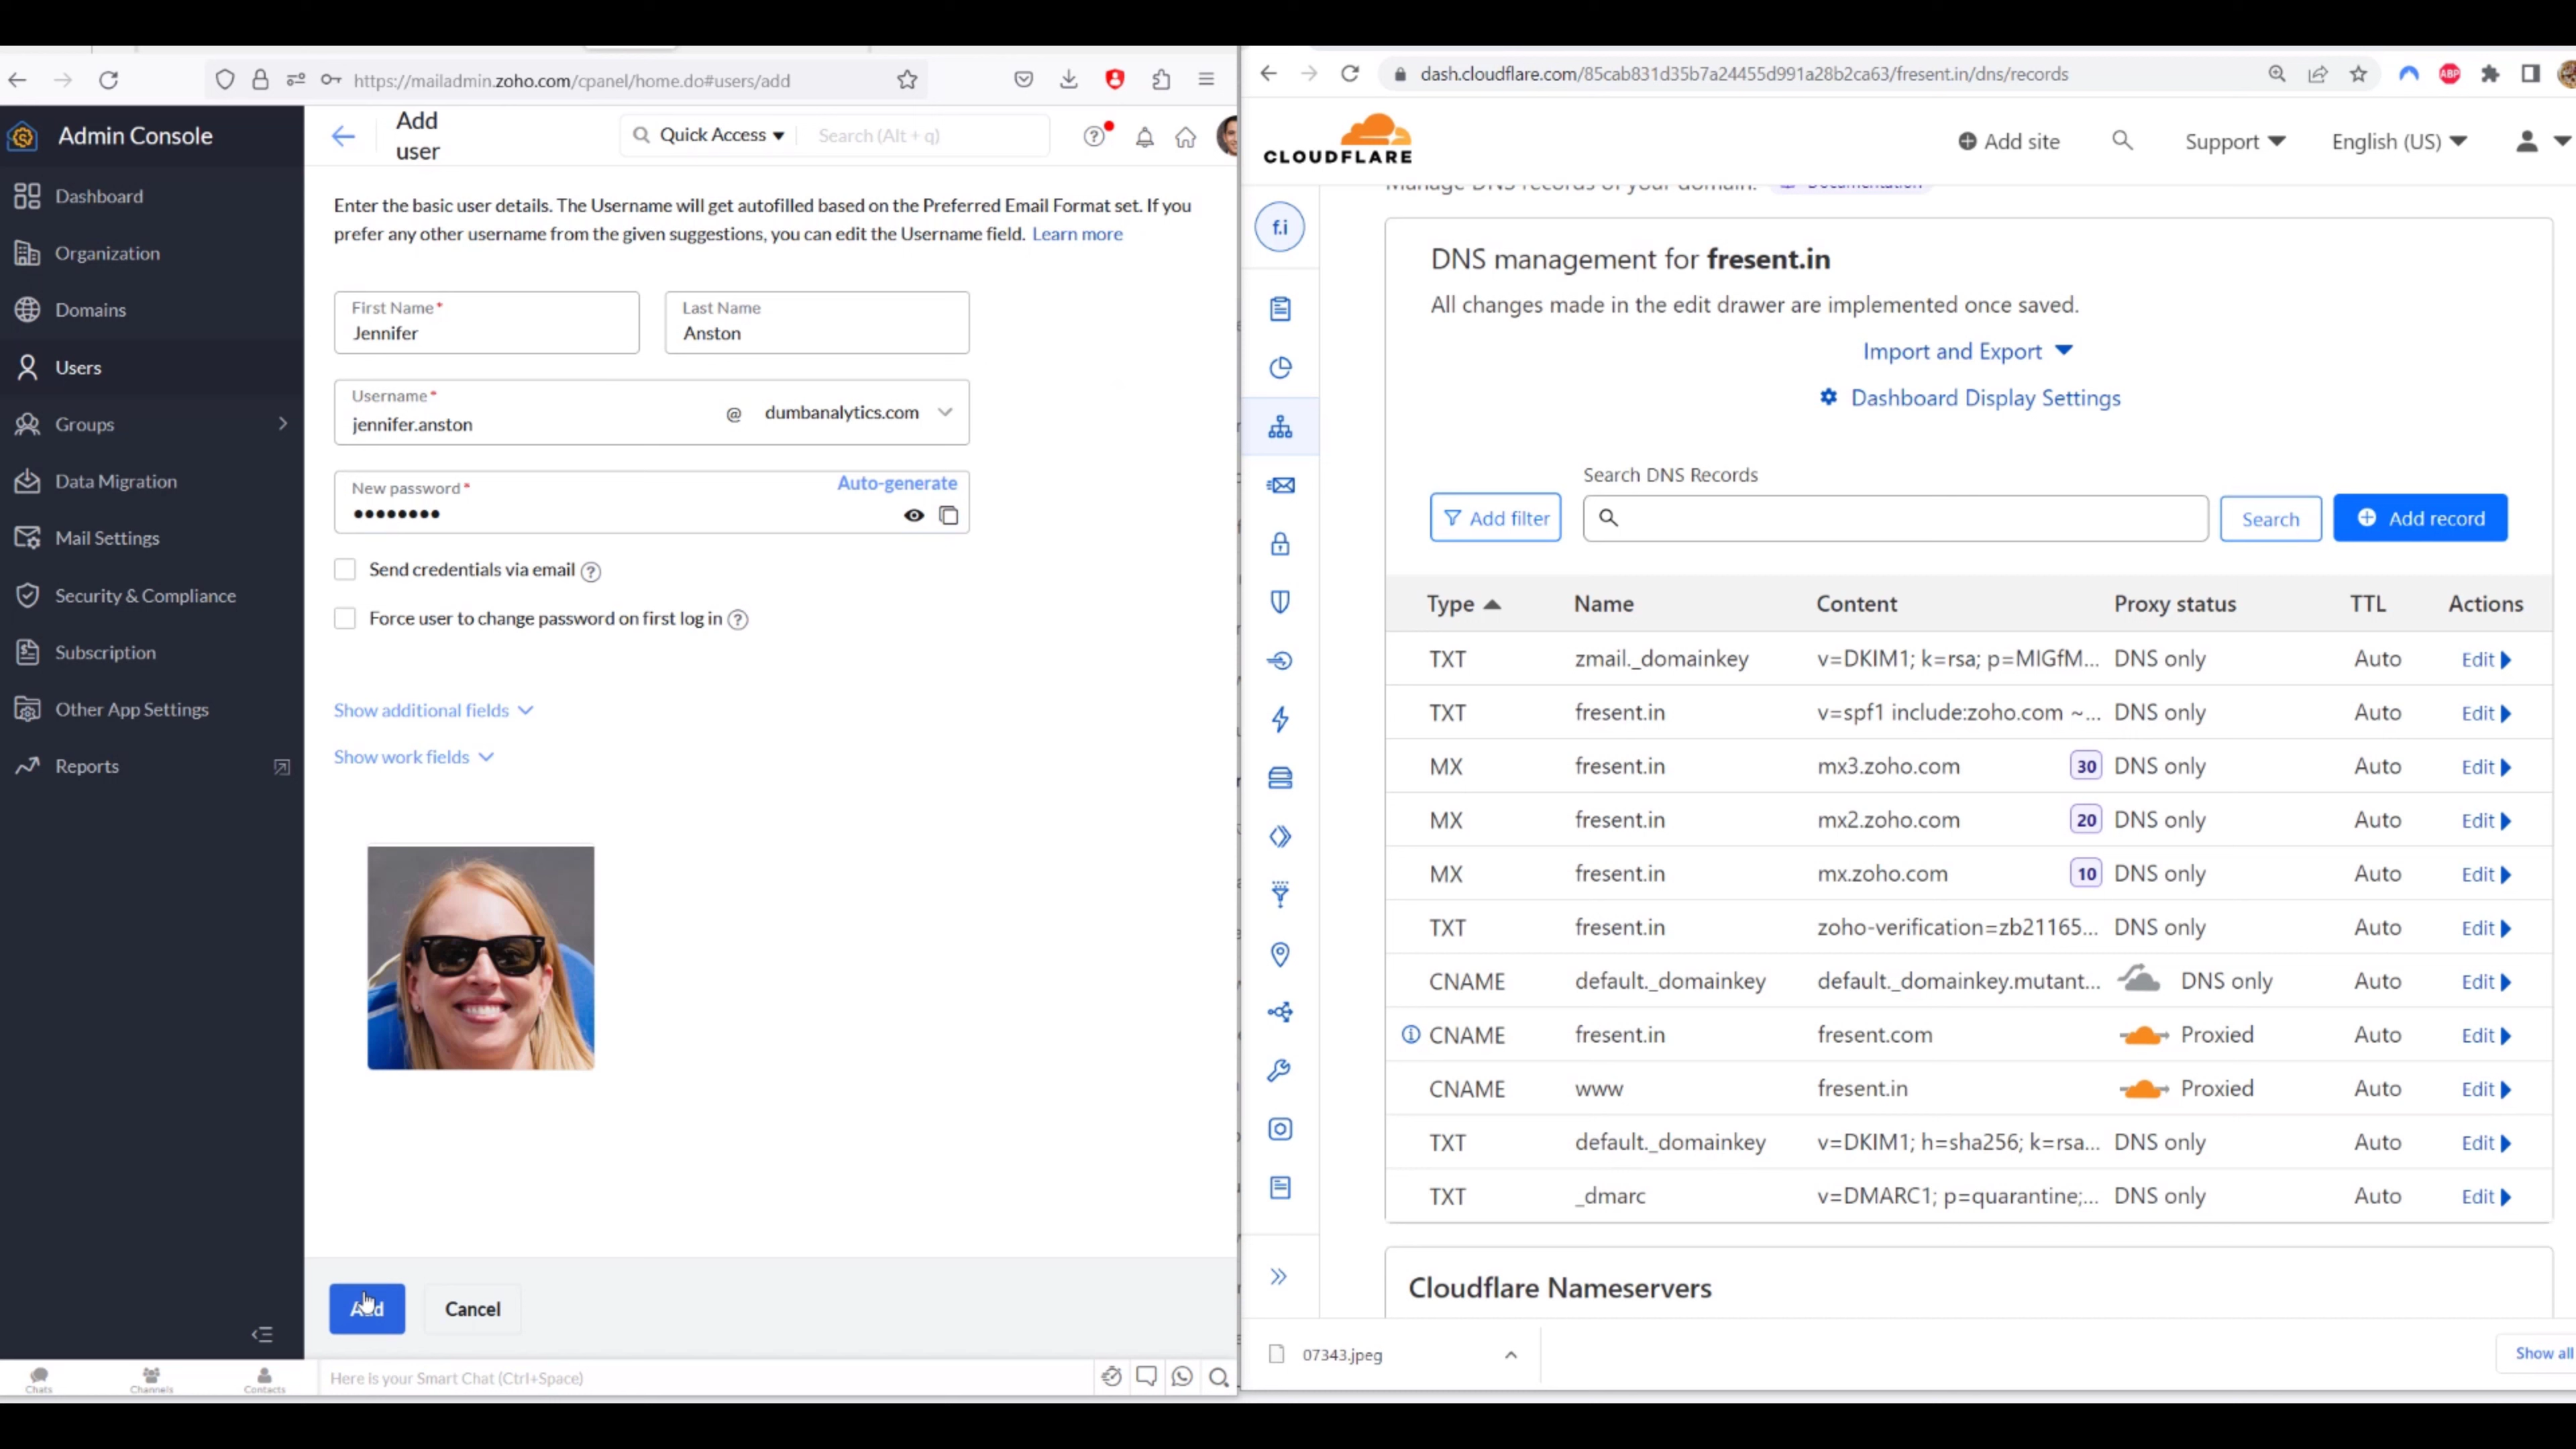 https://mailadmin.zoho.com/cpanel/home.do#users/add
Admin Console
Dashboard
Organization
Domains
Users
Groups
Data Migration
Mail Settings
Security & Compliance
Subscription
Other App Settings
Reports
Chats
Channels
Contacts
Add
user
Quick Access
Search (Alt + q)
Enter the basic user details. The Username will get autofilled based on the Preferred Email Format set. If you
prefer any other username from the given suggestions, you can edit the Username field. Learn more
First Name*
Jennifer
Last Name
Anston
Username*
jennifer.anston
@ dumbanalytics.com
New password*
Auto-generate
••••••••
Send credentials via email
Force user to change password on first log in
Show additional fields
Show work fields
Add
Cancel
Here is your Smart Chat (Ctrl+Space)
dash.cloudflare.com/85cab831d35b7a24455d991a28b2ca63/fresent.in/dns/records
ABP
CLOUDFLARE
Add site
Support
English (US)
f.i
Manage DNS records of your domain. Documentation
DNS management for fresent.in
All changes made in the edit drawer are implemented once saved.
Import and Export
Dashboard Display Settings
Search DNS Records
Add filter
Search
Add record
Type Name Content Proxy status TTL Actions
TXT zmail._domainkey v=DKIM1; k=rsa; p=MIGfM... DNS only Auto Edit
TXT fresent.in v=spf1 include:zoho.com ~... DNS only Auto Edit
MX fresent.in mx3.zoho.com 30 DNS only Auto Edit
MX fresent.in mx2.zoho.com 20 DNS only Auto Edit
MX fresent.in mx.zoho.com 10 DNS only Auto Edit
TXT fresent.in zoho-verification=zb21165... DNS only Auto Edit
CNAME default._domainkey default._domainkey.mutant... DNS only Auto Edit
CNAME fresent.in fresent.com Proxied Auto Edit
CNAME www fresent.in Proxied Auto Edit
TXT default._domainkey v=DKIM1; h=sha256; k=rsa... DNS only Auto Edit
TXT _dmarc v=DMARC1; p=quarantine;... DNS only Auto Edit
Cloudflare Nameservers
07343.jpeg
Show all